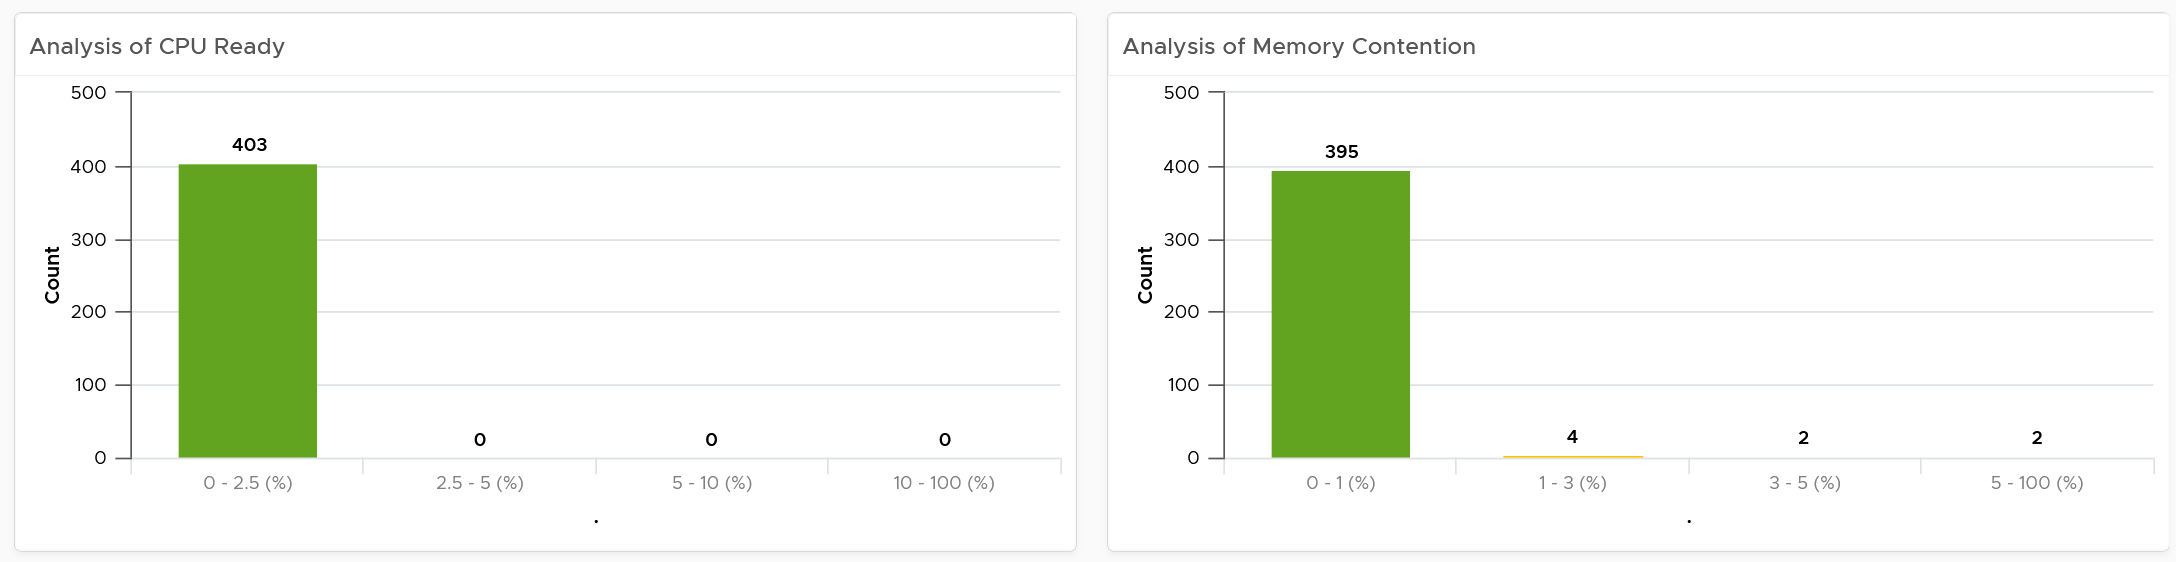 Analysis of CPU Ready
500
400
300
200
100
0
Count
403
0
0
0
0 - 2.5 (%)
2.5 - 5 (%)
5 - 10 (%)
10 - 100 (%)
.
Analysis of Memory Contention
500
400
300
200
100
0
Count
395
4
2
2
0 - 1 (%)
1 - 3 (%)
3 - 5 (%)
5 - 100 (%)
.